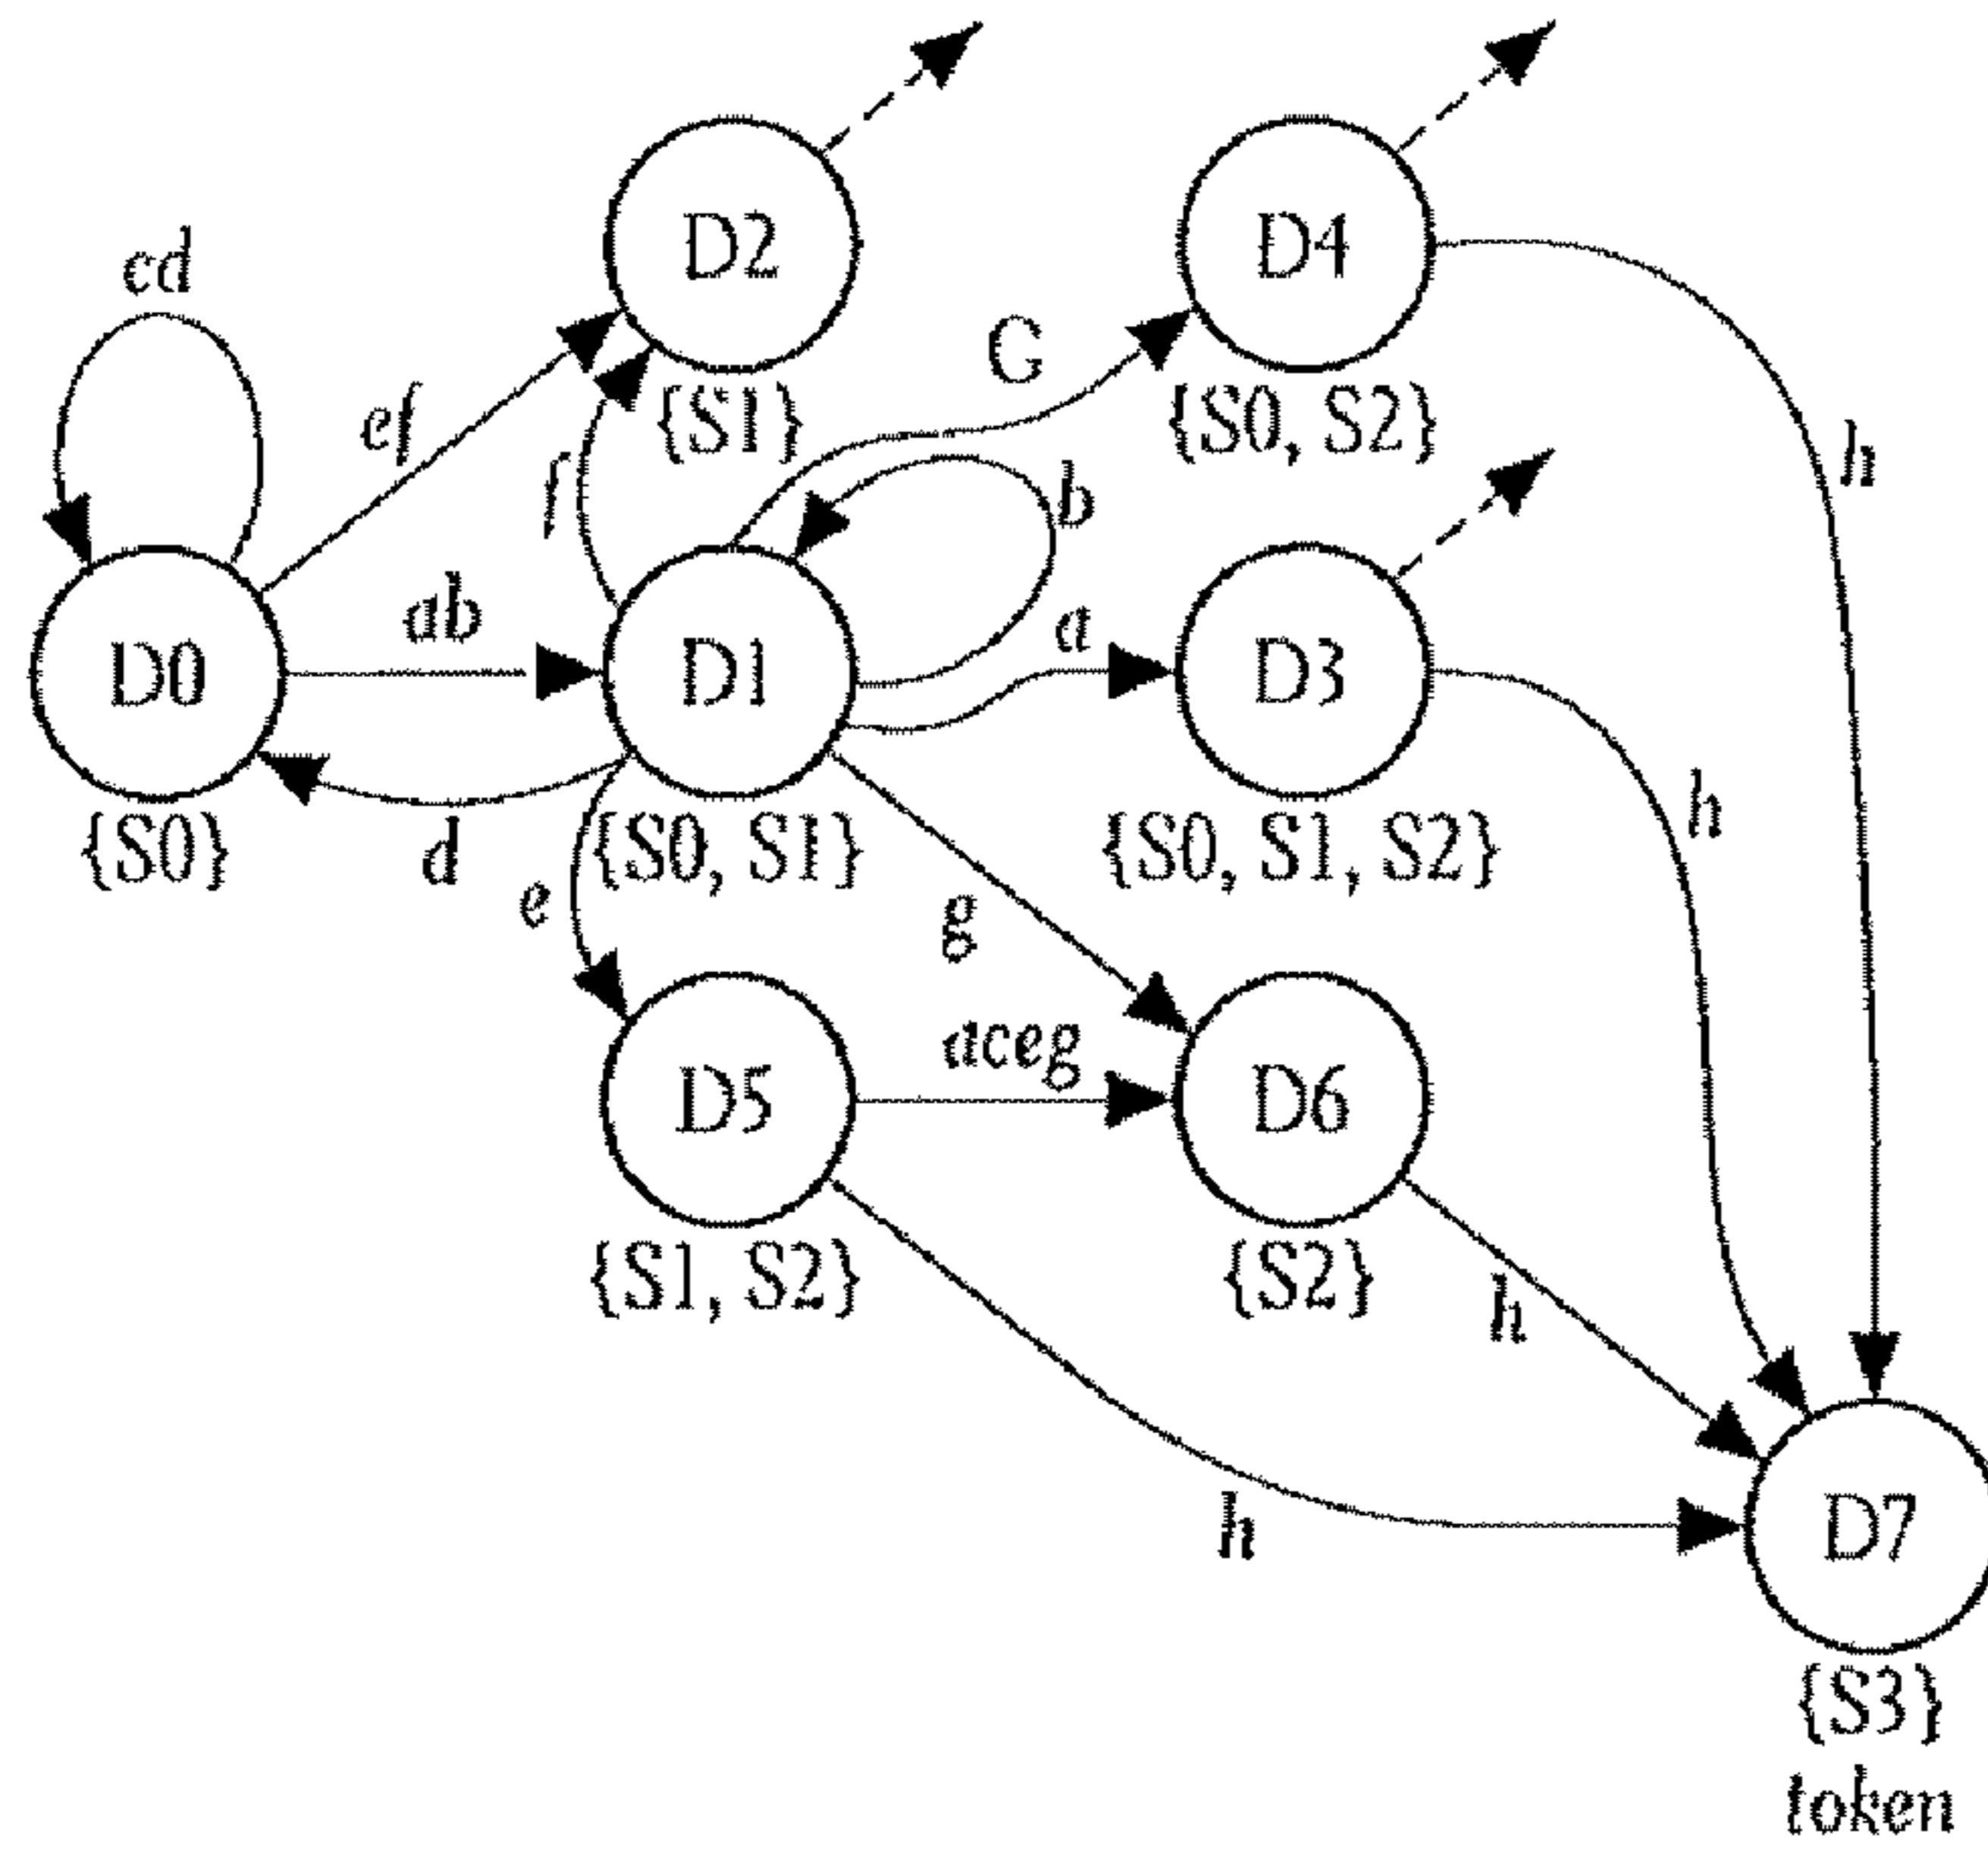 cd
D2
D4
ef
{S1}
G
{S0, S2}
h
f
b
ab
a
D0
D1
D3
{S0}
d
{S0, S1}
{S0, S1, S2}
h
e
g
aceg
D5
D6
{S1, S2}
{S2}
h
h
D7
{S3}
token